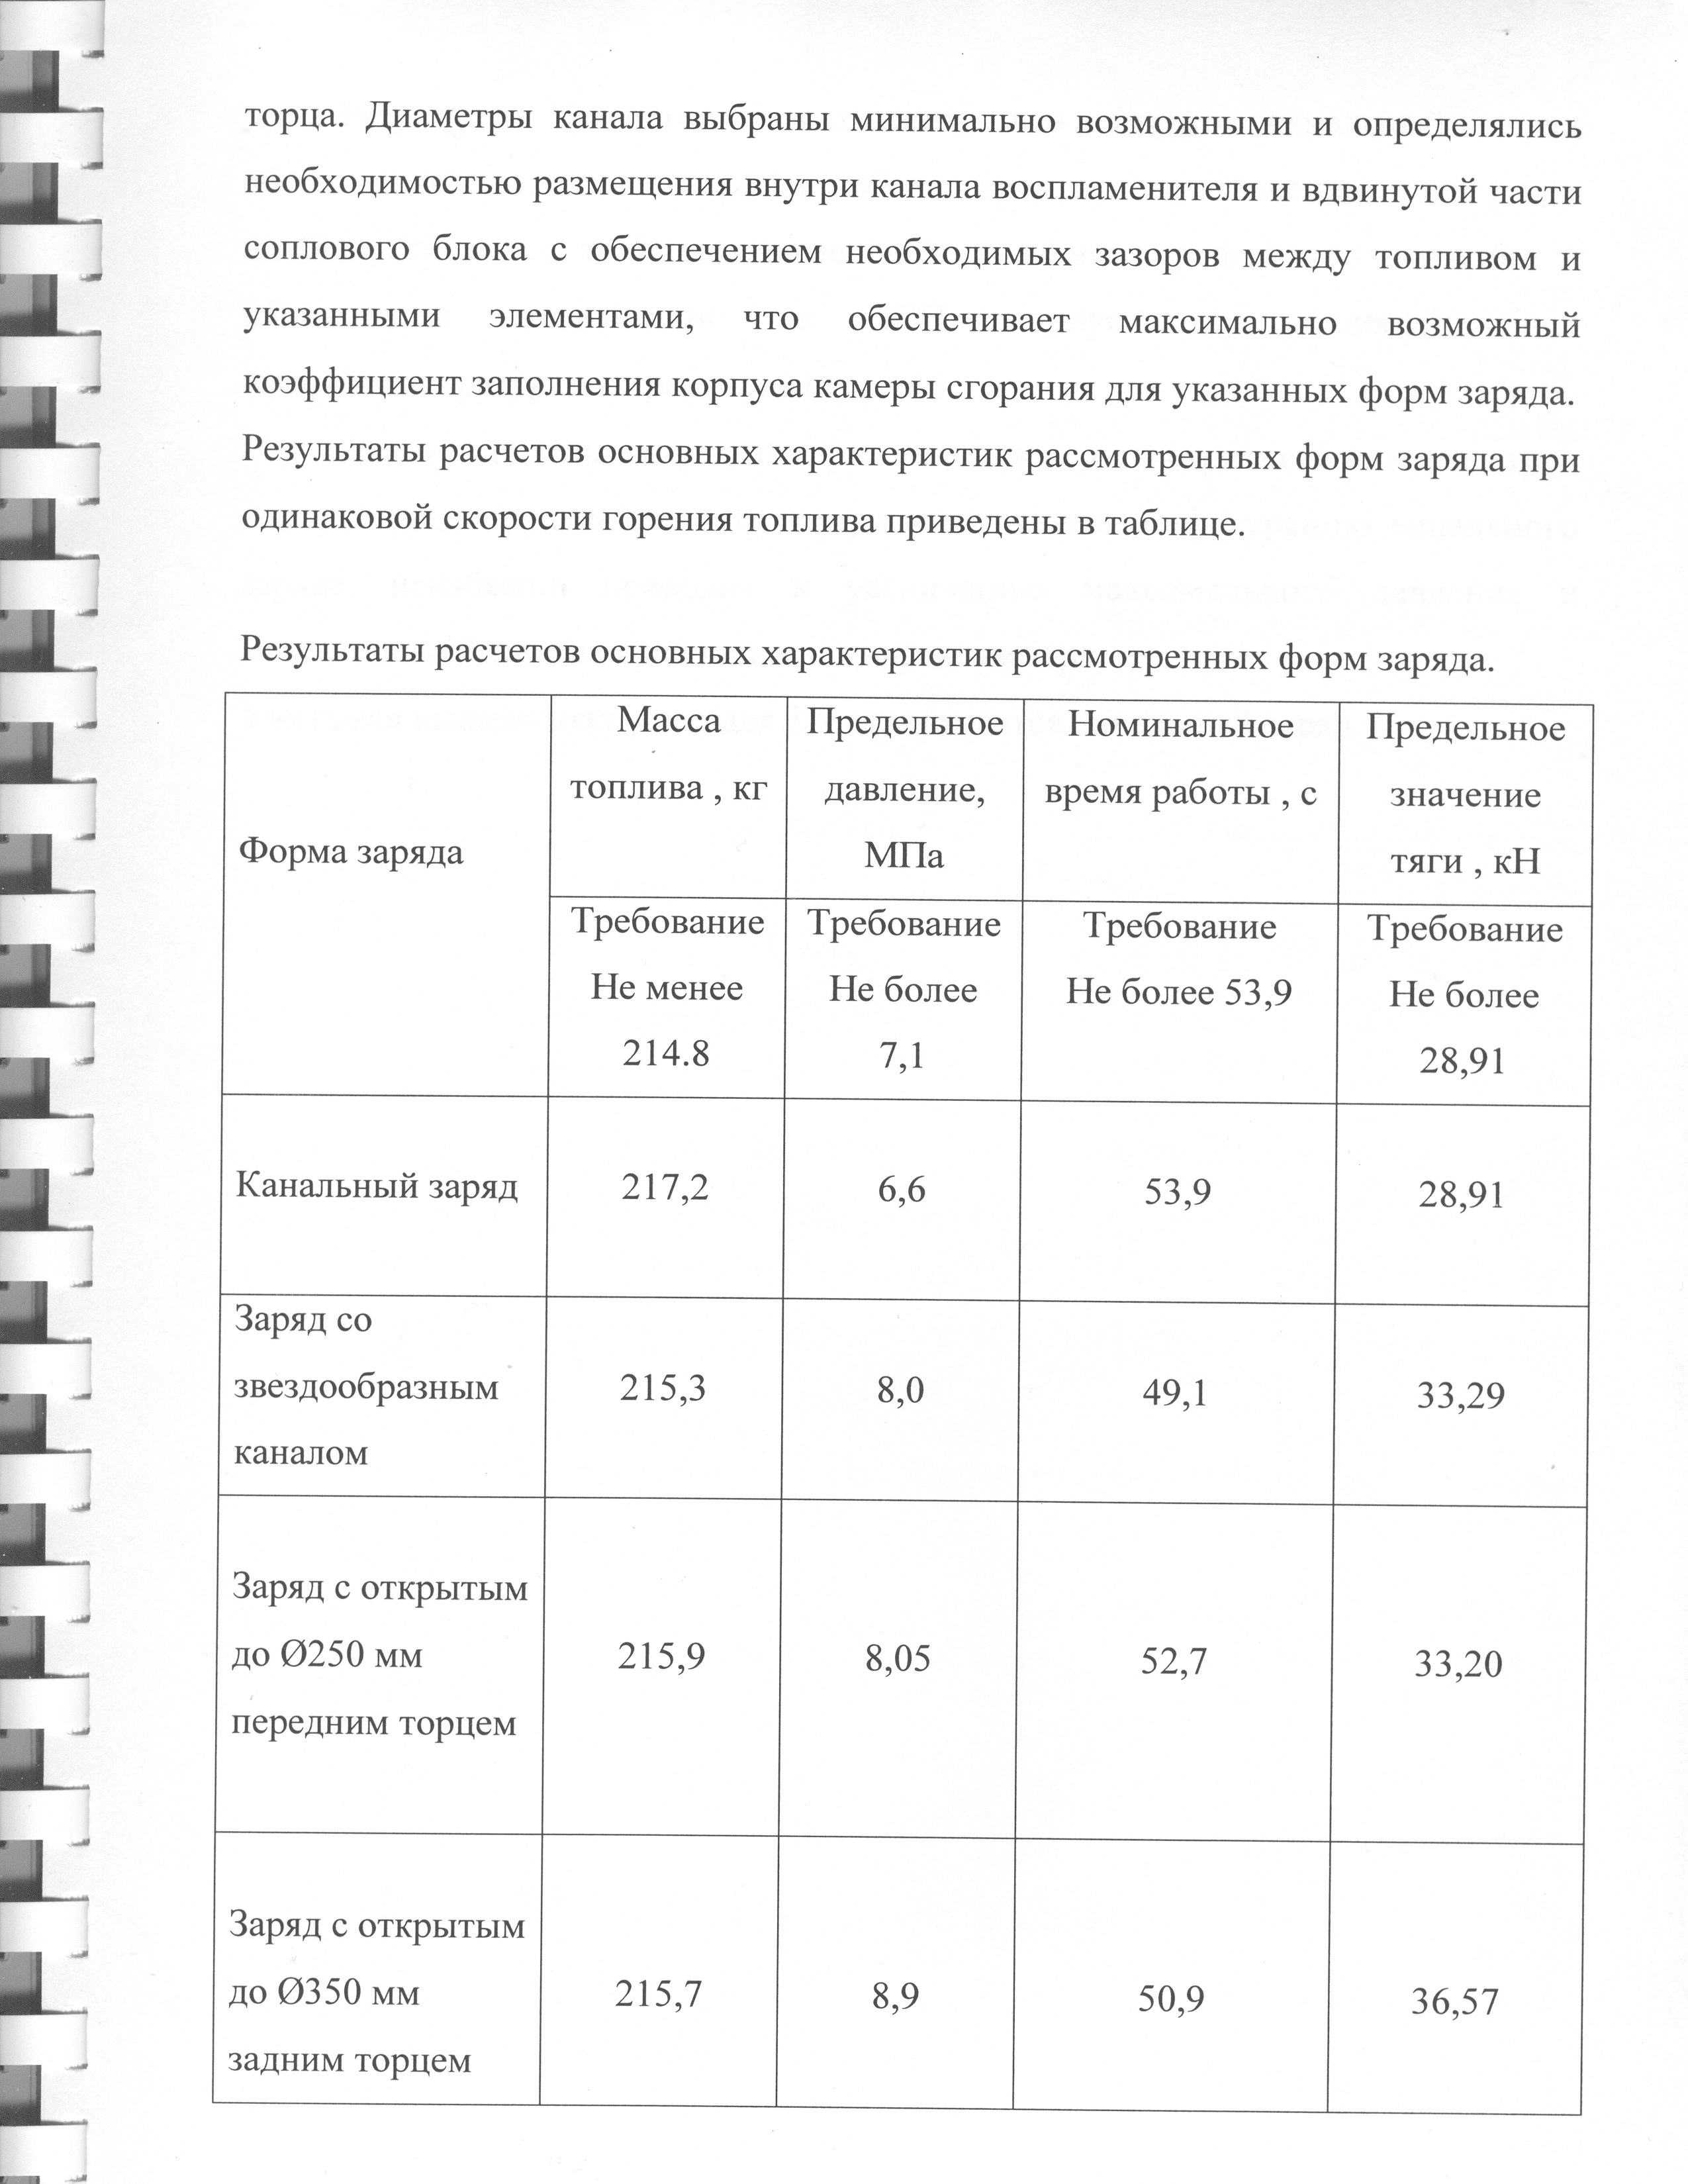 торца. Диаметры канала выбраны минимально возможными и определялись
необходимостью размещения внутри канала воспламенителя и вдвинутой части
соплового блока с обеспечением необходимых зазоров между топливом и
указанными элементами, что обеспечивает максимально возможный
коэффициент заполнения корпуса камеры сгорания для указанных форм заряда.
Результаты расчетов основных характеристик рассмотренных форм заряда при
одинаковой скорости горения топлива приведены в таблице.
Результаты расчетов основных характеристик рассмотренных форм заряда.
Форма заряда
Масса
топлива , кг
Предельное
давление,
МПа
Номинальное
время работы , с
Предельное
значение
тяги , кН
Требование
Не менее
214.8
Требование
Не более
7,1
Требование
Не более 53,9
Требование
Не более
28,91
Канальный заряд
217,2
6,6
53,9
28,91
Заряд со
звездообразным
каналом
215,3
8,0
49,1
33,29
Заряд с открытым
до Ø250 мм
передним торцем
215,9
8,05
52,7
33,20
Заряд с открытым
до Ø350 мм
задним торцем
215,7
8,9
50,9
36,57